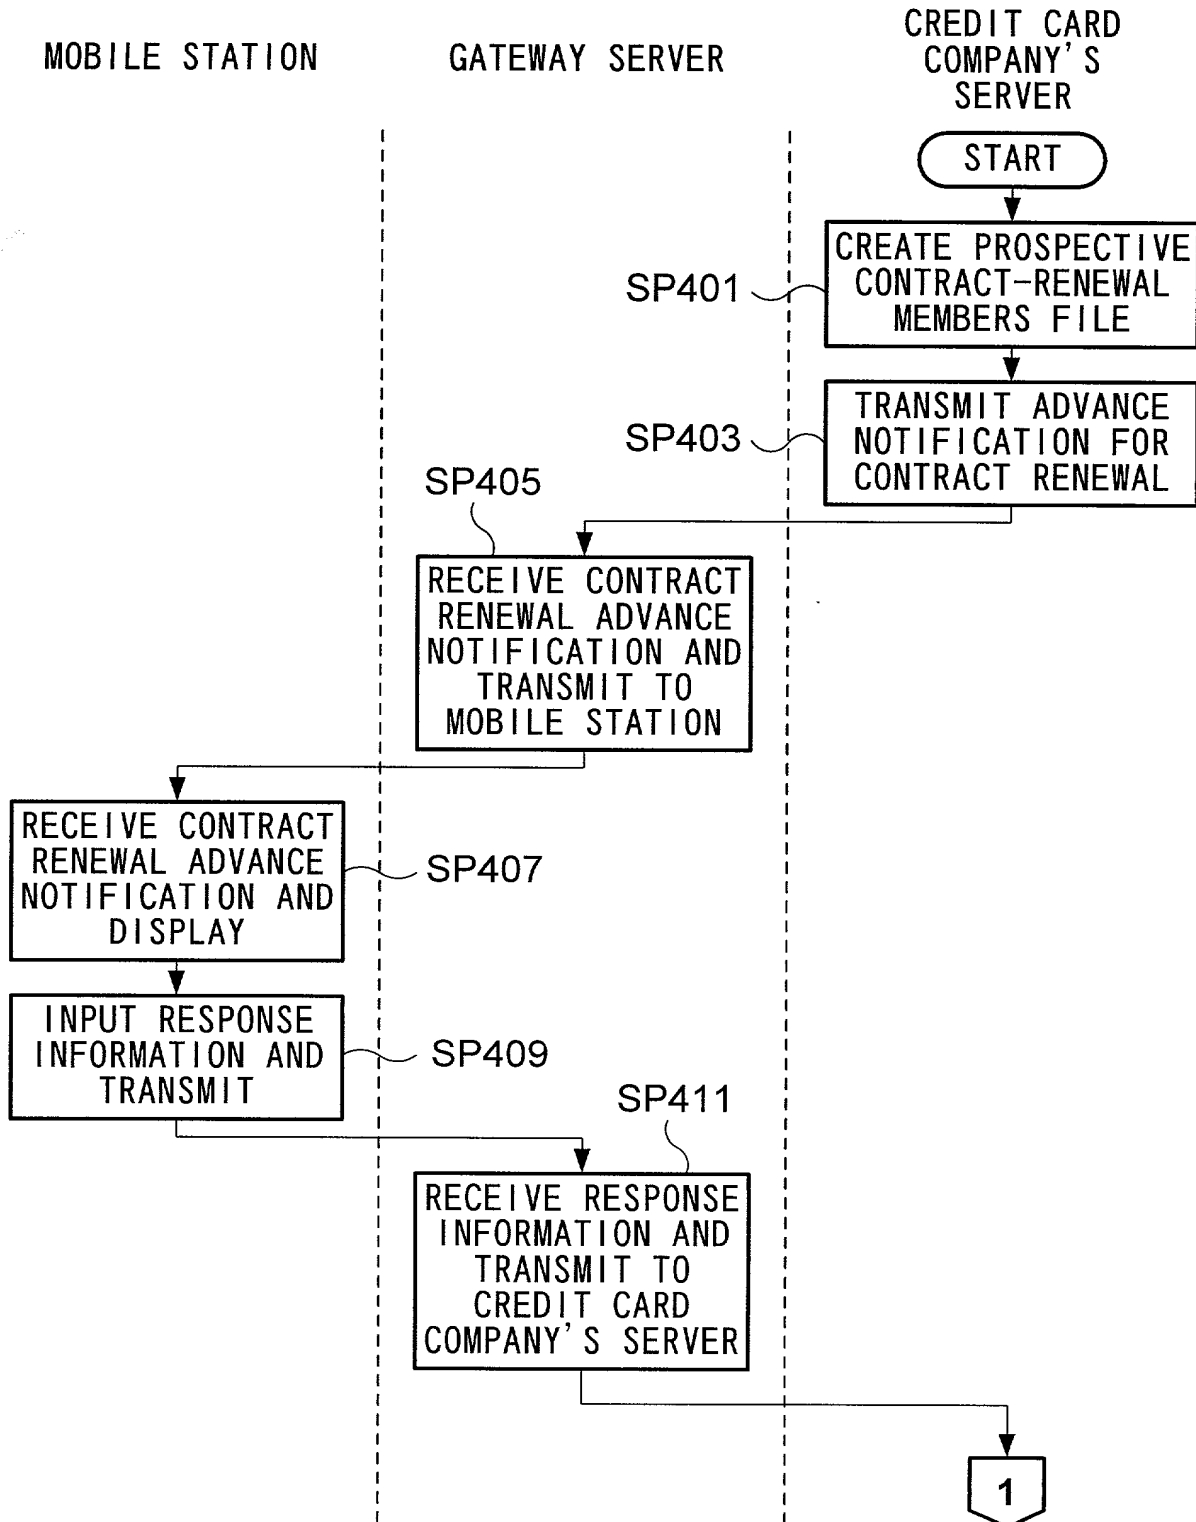 MOBILE STATION
GATEWAY SERVER
CREDIT CARD
COMPANY'S
SERVER
START
CREATE PROSPECTIVE
CONTRACT-RENEWAL
MEMBERS FILE
SP401
TRANSMIT ADVANCE
NOTIFICATION FOR
CONTRACT RENEWAL
SP403
SP405
RECEIVE CONTRACT
RENEWAL ADVANCE
NOTIFICATION AND
TRANSMIT TO
MOBILE STATION
RECEIVE CONTRACT
RENEWAL ADVANCE
NOTIFICATION AND
DISPLAY
SP407
INPUT RESPONSE
INFORMATION AND
TRANSMIT
SP409
SP411
RECEIVE RESPONSE
INFORMATION AND
TRANSMIT TO
CREDIT CARD
COMPANY'S SERVER
1